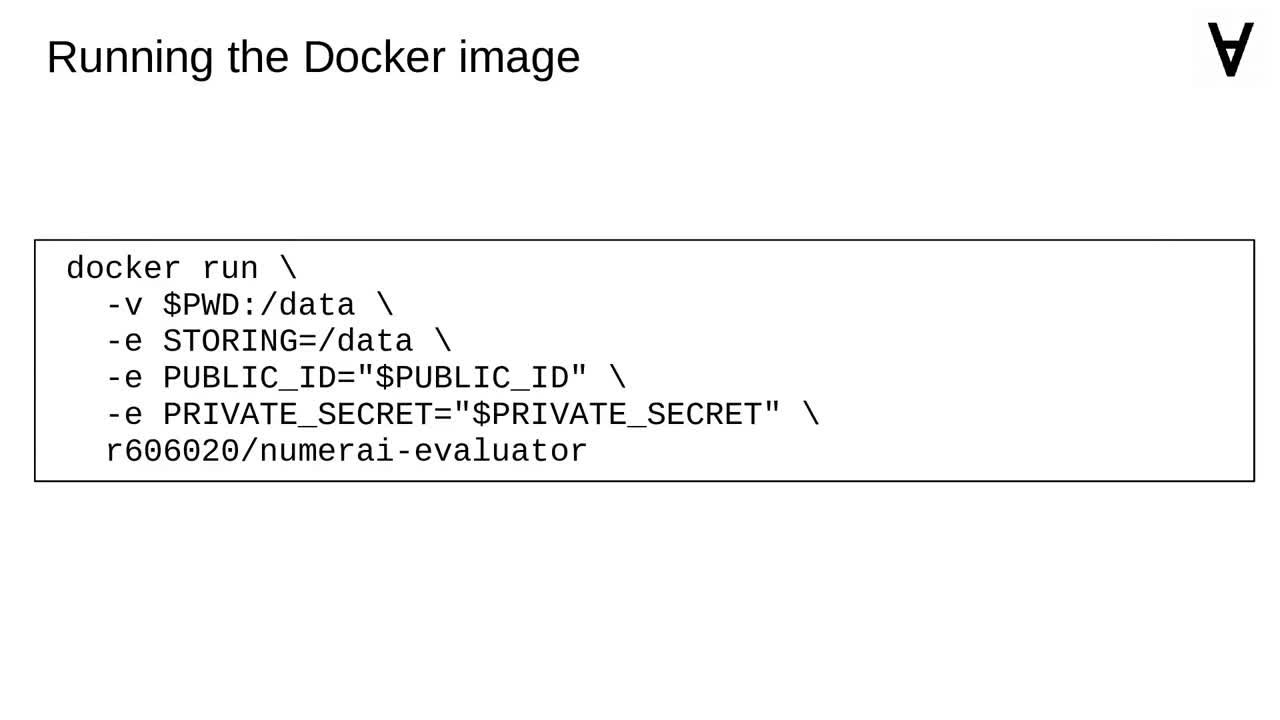 Running the Docker image
docker run \
-v $PWD:/data \
-e STORING=/data \
-e PUBLIC_ID="$PUBLIC_ID" \
-e PRIVATE_SECRET="$PRIVATE_SECRET" \
r606020/numerai-evaluator